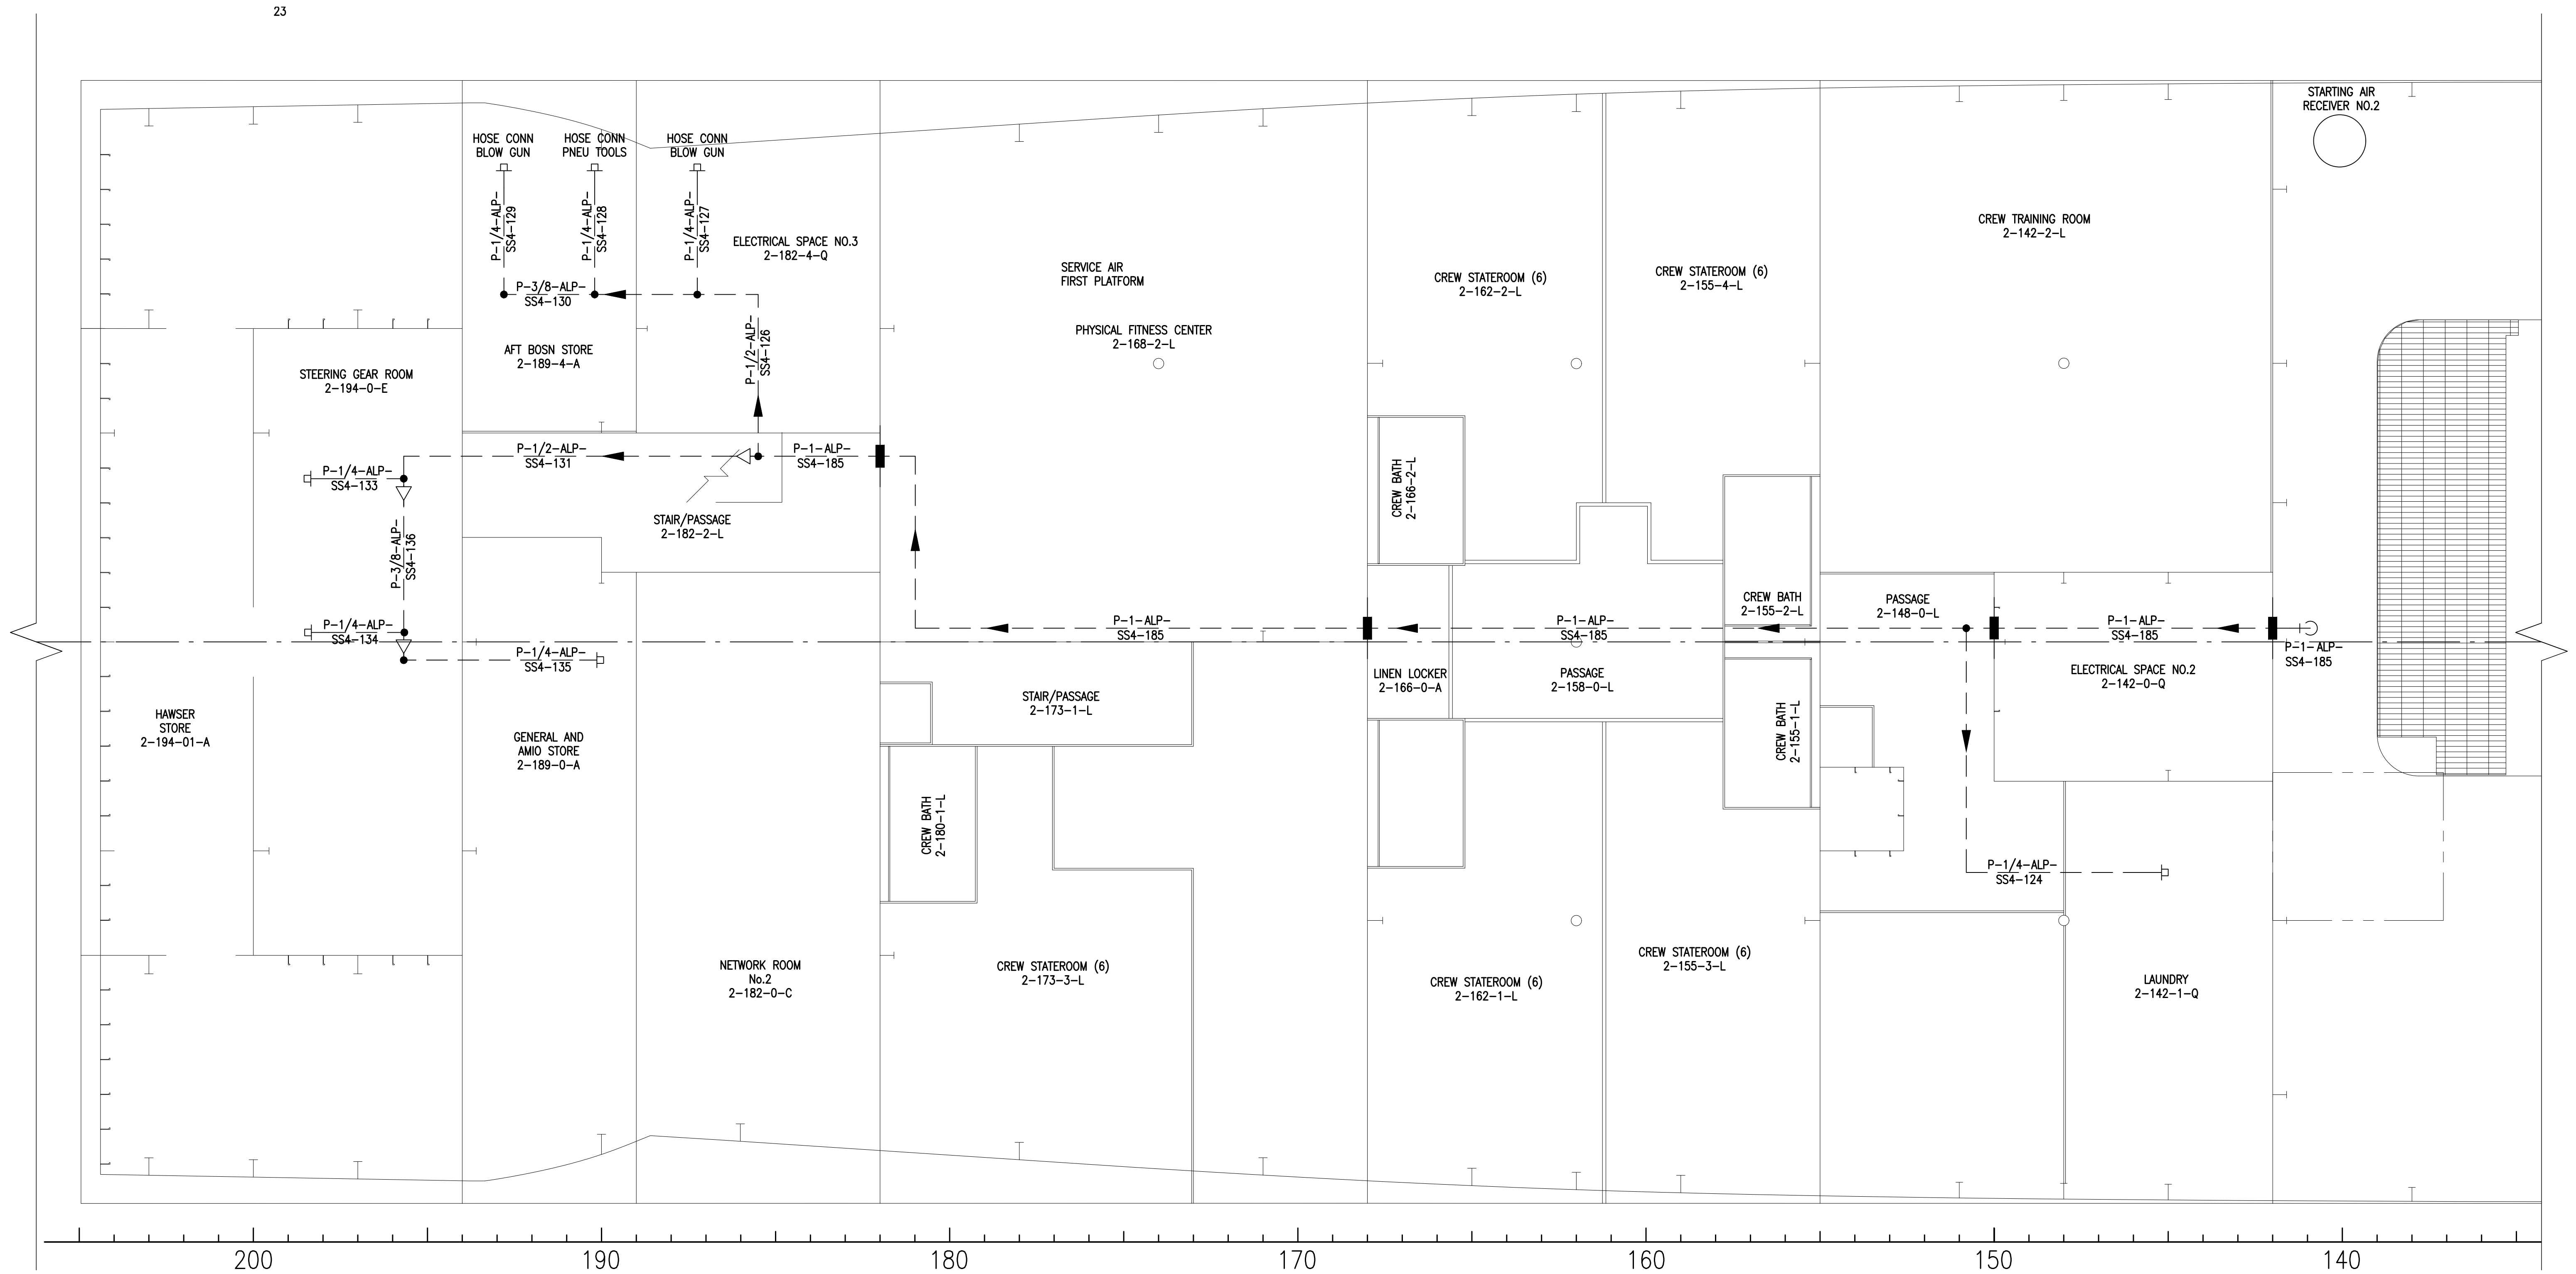 23
STARTING AIR
RECEIVER NO.2
HOSE CONN
BLOW GUN
HOSE CONN
PNEU TOOLS
HOSE CONN
BLOW GUN
P-1/4-ALP-
SS4-129
P-1/4-ALP-
SS4-128
P-1/4-ALP-
SS4-127
ELECTRICAL SPACE NO.3
2-182-4-Q
SERVICE AIR
FIRST PLATFORM
CREW STATEROOM (6)
2-162-2-L
CREW STATEROOM (6)
2-155-4-L
CREW TRAINING ROOM
2-142-2-L
P-3/8-ALP-
SS4-130
P-1/2-ALP-
SS4-126
PHYSICAL FITNESS CENTER
2-168-2-L
AFT BOSN STORE
2-189-4-A
STEERING GEAR ROOM
2-194-0-E
P-1/2-ALP-
SS4-131
P-1-ALP-
SS4-185
P-1/4-ALP-
SS4-133
CREW BATH
2-166-2-L
STAIR/PASSAGE
2-182-2-L
P-3/8-ALP-
SS4-136
CREW BATH
2-155-2-L
PASSAGE
2-148-0-L
P-1/4-ALP-
SS4-134
P-1-ALP-
SS4-185
P-1-ALP-
SS4-185
P-1-ALP-
SS4-185
P-1-ALP-
SS4-185
P-1/4-ALP-
SS4-135
LINEN LOCKER
2-166-0-A
PASSAGE
2-158-0-L
ELECTRICAL SPACE NO.2
2-142-0-Q
STAIR/PASSAGE
2-173-1-L
HAWSER
STORE
2-194-01-A
GENERAL AND
AMIO STORE
2-189-0-A
CREW BATH
2-155-1-L
CREW BATH
2-180-1-L
P-1/4-ALP-
SS4-124
NETWORK ROOM
No.2
2-182-0-C
CREW STATEROOM (6)
2-173-3-L
CREW STATEROOM (6)
2-162-1-L
CREW STATEROOM (6)
2-155-3-L
LAUNDRY
2-142-1-Q
200 190 180 170 160 150 140